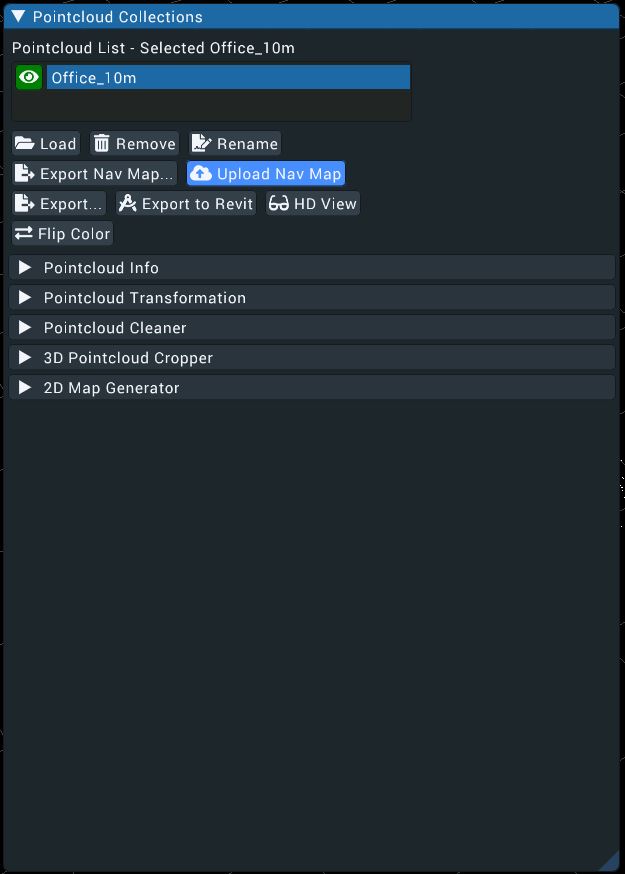 Pointcloud Collections
Pointcloud List - Selected Office_10m
Office_10m
Load Remove Rename
Export Nav Map... Upload Nav Map
Export... Export to Revit HD View
Flip Color
Pointcloud Info
Pointcloud Transformation
Pointcloud Cleaner
3D Pointcloud Cropper
2D Map Generator